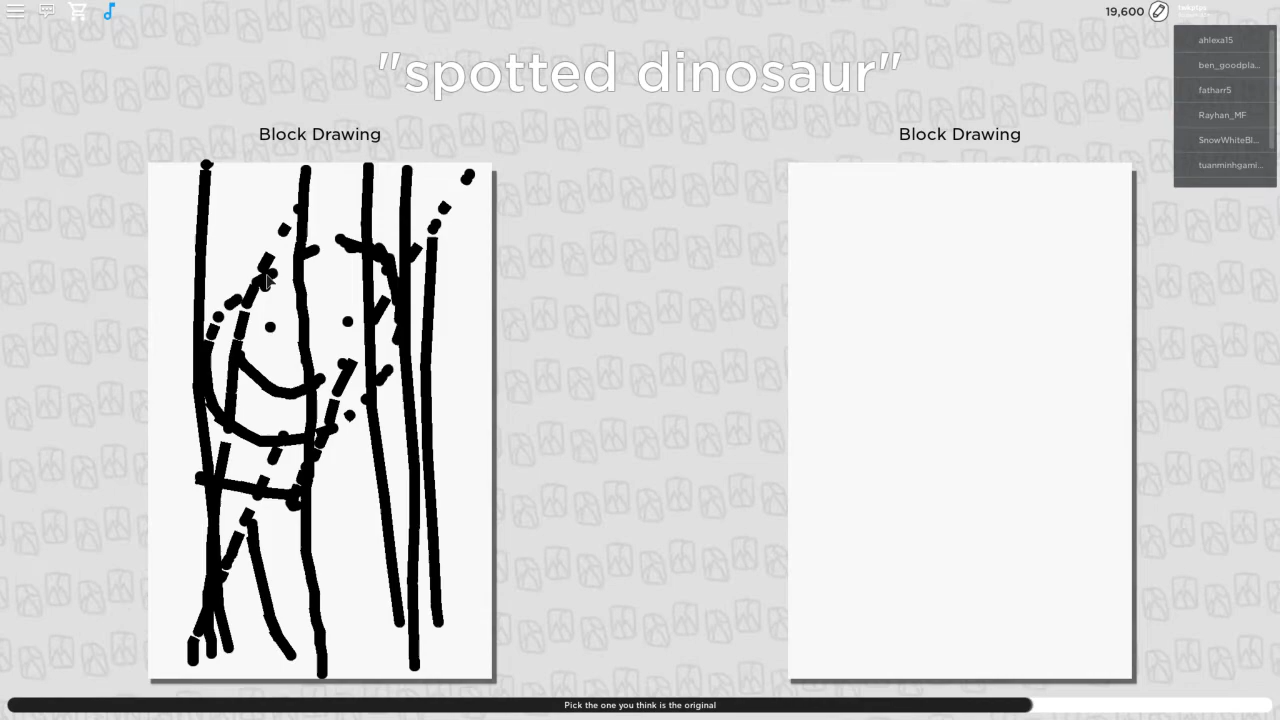 19,600
ahlexa15
ben_goodpla...
fatharr5
Rayhan_MF
SnowWhiteBl...
tuanminhgami...
"spotted dinosaur"
Block Drawing
Block Drawing
Pick the one you think is the original